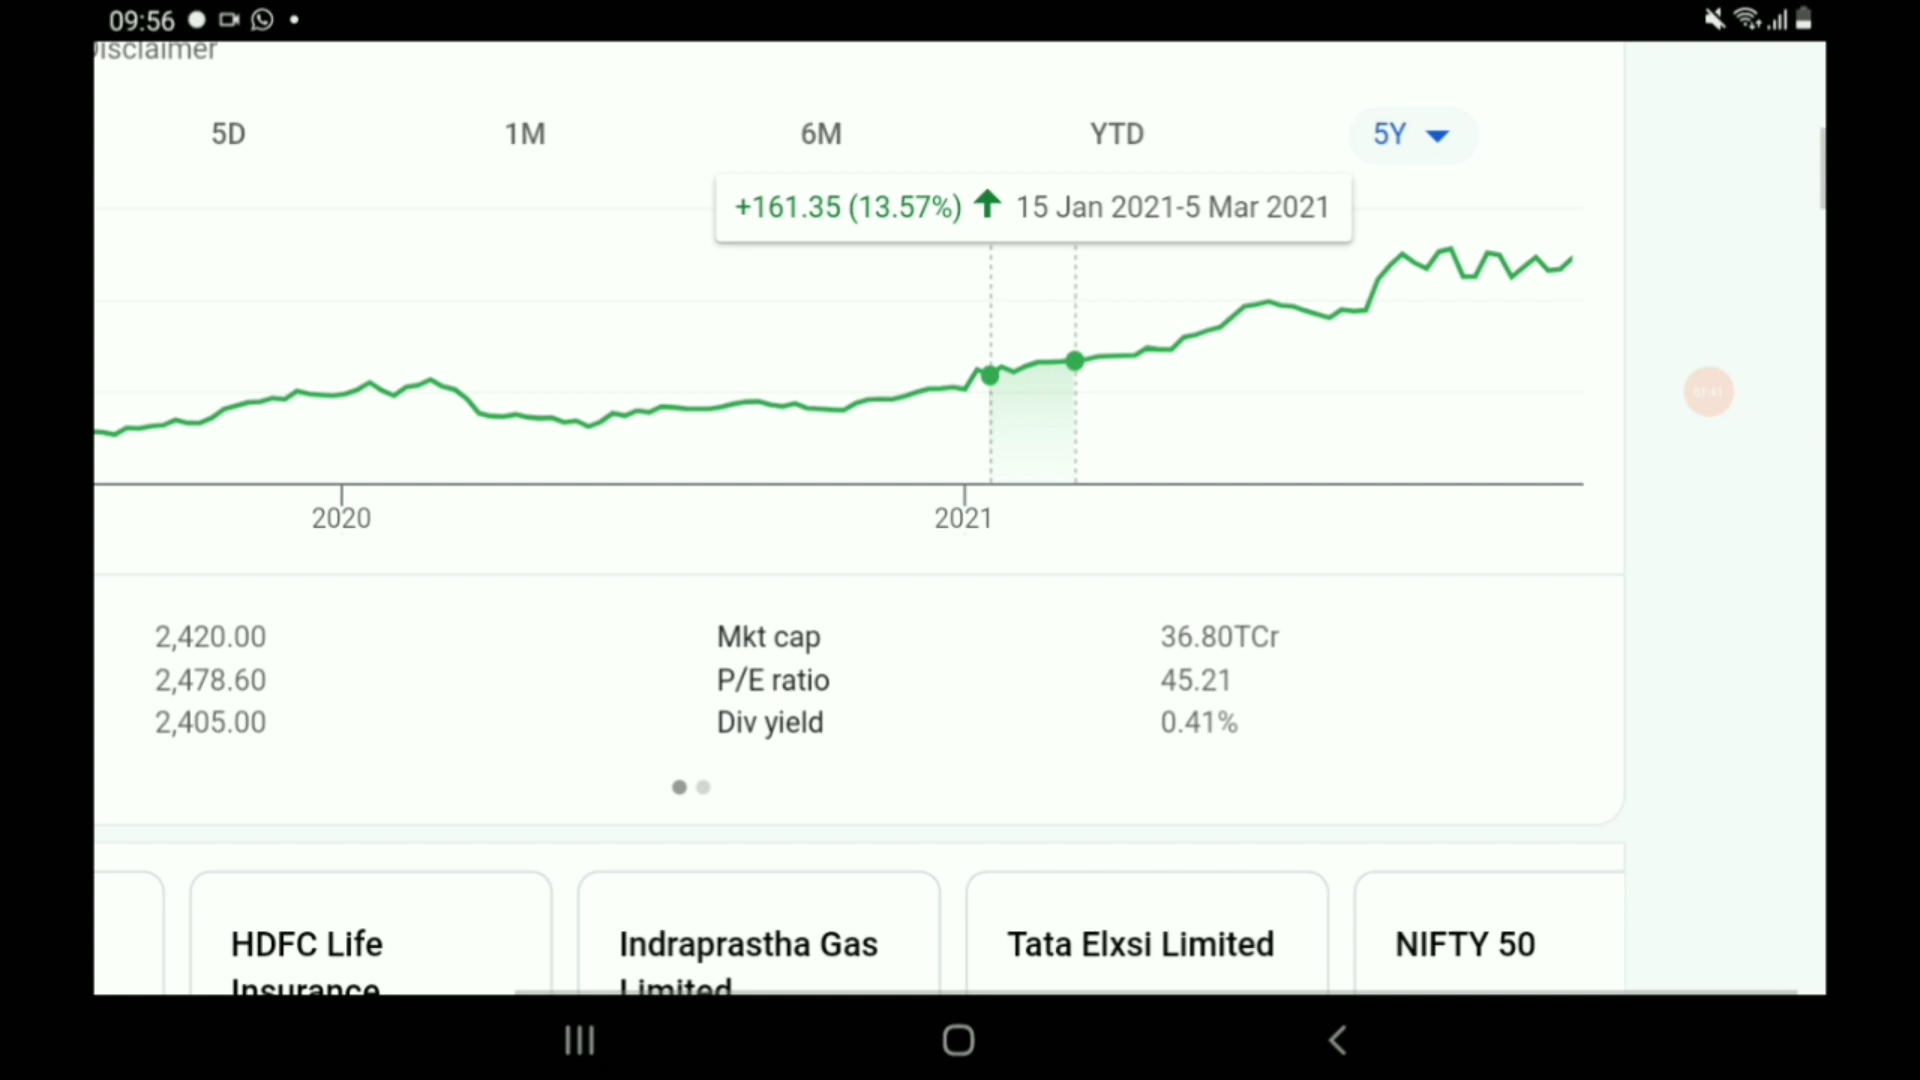 09:56
Disclaimer
5D 1M 6M YTD 5Y
+161.35 (13.57%) 15 Jan 2021-5 Mar 2021
2020 2021
2,420.00 Mkt cap 36.80TCr
2,478.60 P/E ratio 45.21
2,405.00 Div yield 0.41%
HDFC Life Indraprastha Gas Tata Elxsi Limited NIFTY 50
Insurance Limited